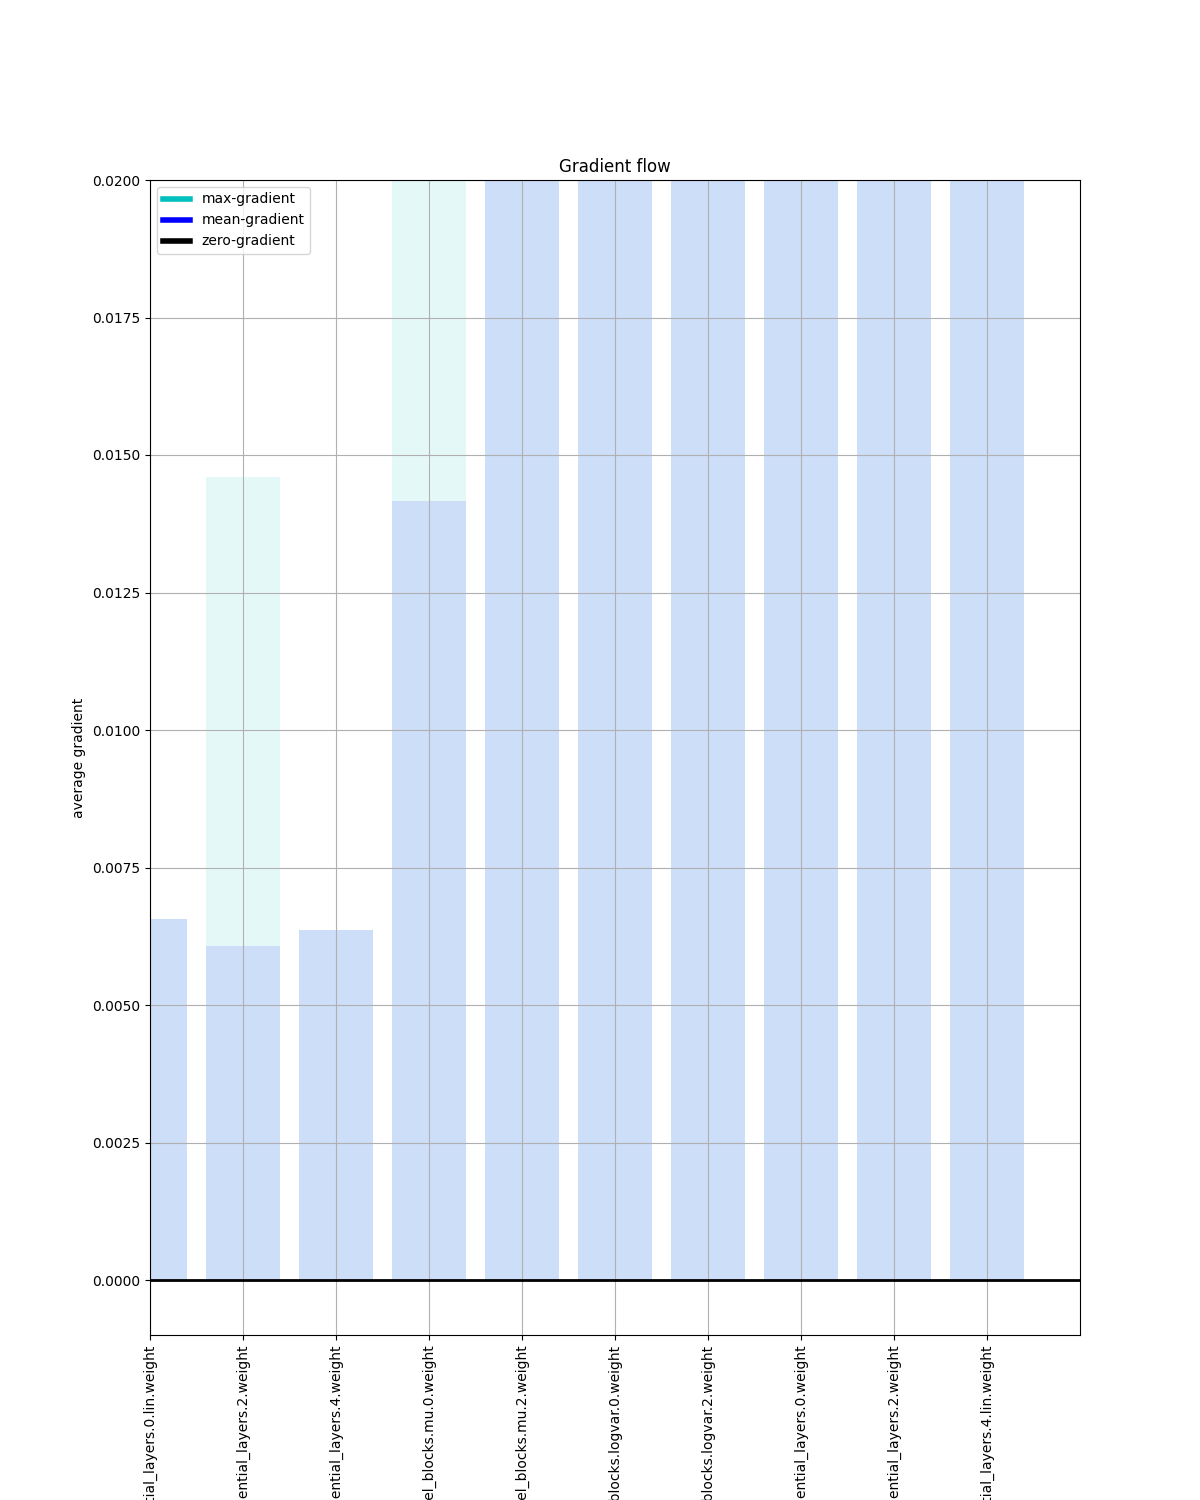 Gradient flow
max-gradient
mean-gradient
zero-gradient
0.0200
0.0175
0.0150
0.0125
0.0100
0.0075
0.0050
0.0025
0.0000
average gradient
tial_layers.0.lin.weight
ential_layers.2.weight
ential_layers.4.weight
el_blocks.mu.0.weight
el_blocks.mu.2.weight
blocks.logvar.0.weight
blocks.logvar.2.weight
ential_layers.0.weight
ential_layers.2.weight
tial_layers.4.lin.weight